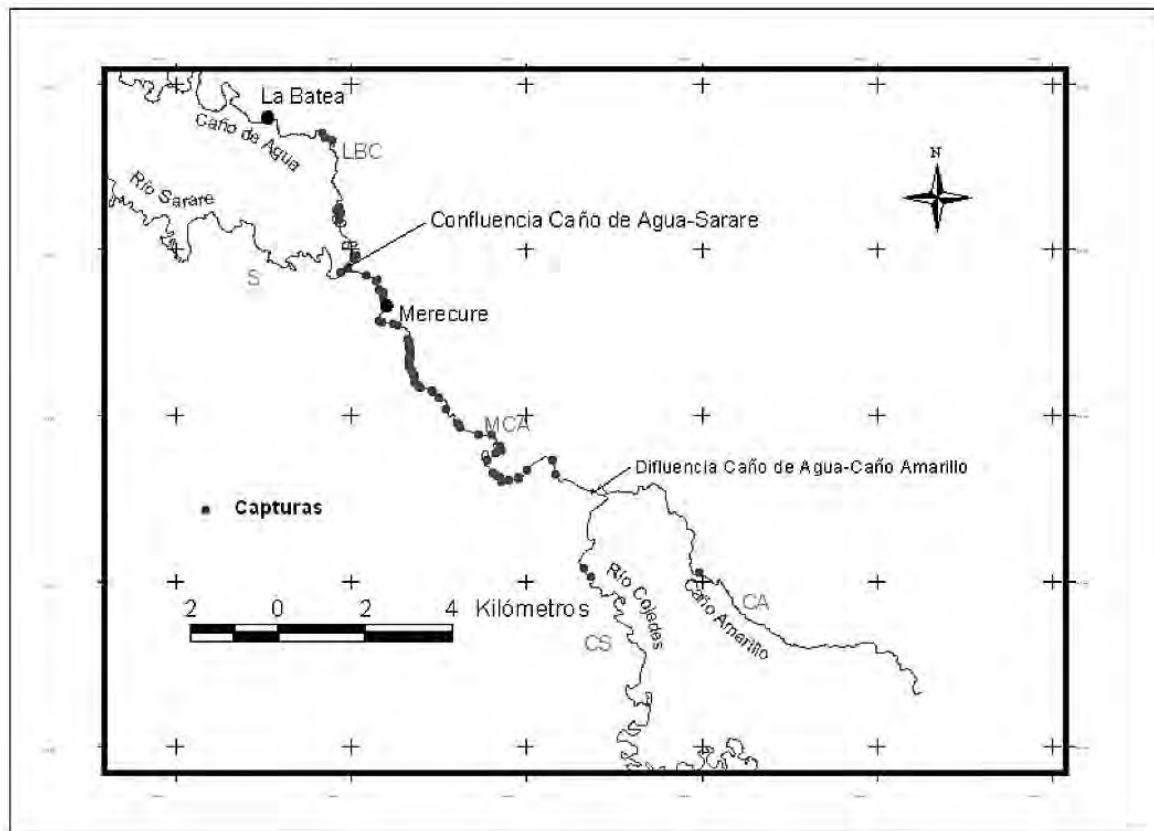 La Batea
Caño de Agua
LBC
Río Sarare
N
Confluencia Caño de Agua-Sarare
S
Merecure
MCA
Difluencia Caño de Agua-Caño Amarillo
Capturas
Río Cojedes
CA
Caño Amarillo
2 0 2 4 Kilómetros
CS